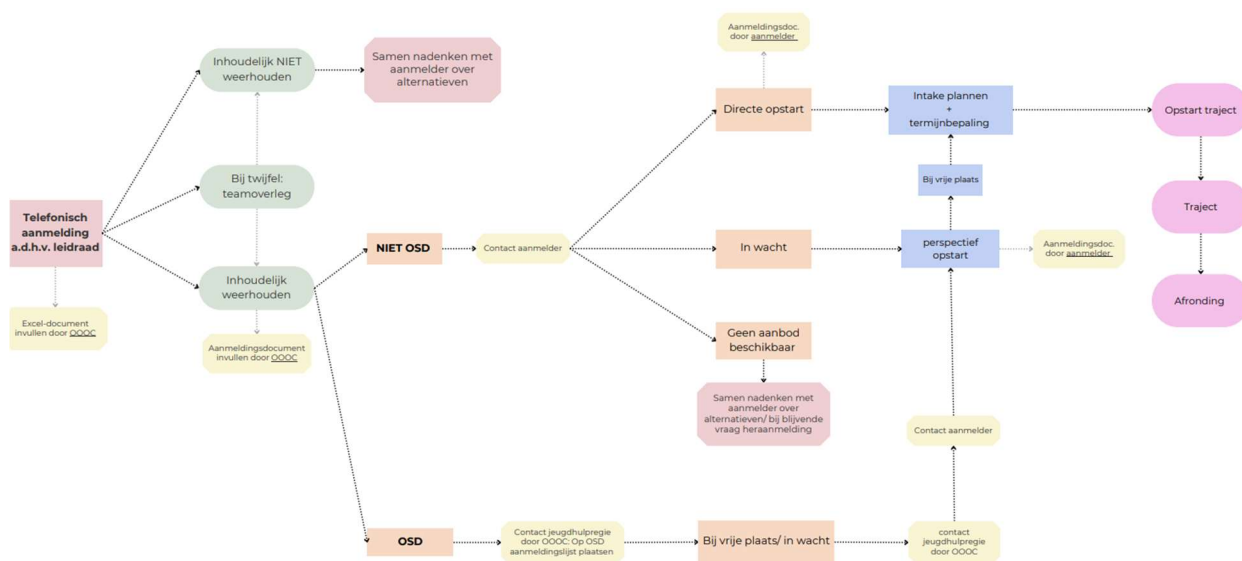 Telefonisch
aanmelding
a.d.h.v. leidraad
Excel-document
invullen door OOOC
Inhoudelijk NIET
weerhouden
Bij twijfel:
teamoverleg
Inhoudelijk
weerhouden
Aanmeldingsdocument
invullen door OOOC
Samen nadenken met
aanmelder over
alternatieven
NIET OSD
Contact aanmelder
Aanmeldingsdoc.
door aanmelder
Directe opstart
In wacht
Geen aanbod
beschikbaar
Samen nadenken met
aanmelder over
alternatieven/ bij blijvende
vraag heraanmelding
Intake plannen
+
termijnbepaling
Bij vrije plaats
perspectief
opstart
Aanmeldingsdoc.
door aanmelder
Opstart traject
Traject
Afronding
OSD
Contact jeugdhulpregie
door OOOC: Op OSD
aanmeldingslijst plaatsen
Bij vrije plaats/ in wacht
contact
jeugdhulpregie
door OOOC
Contact aanmelder